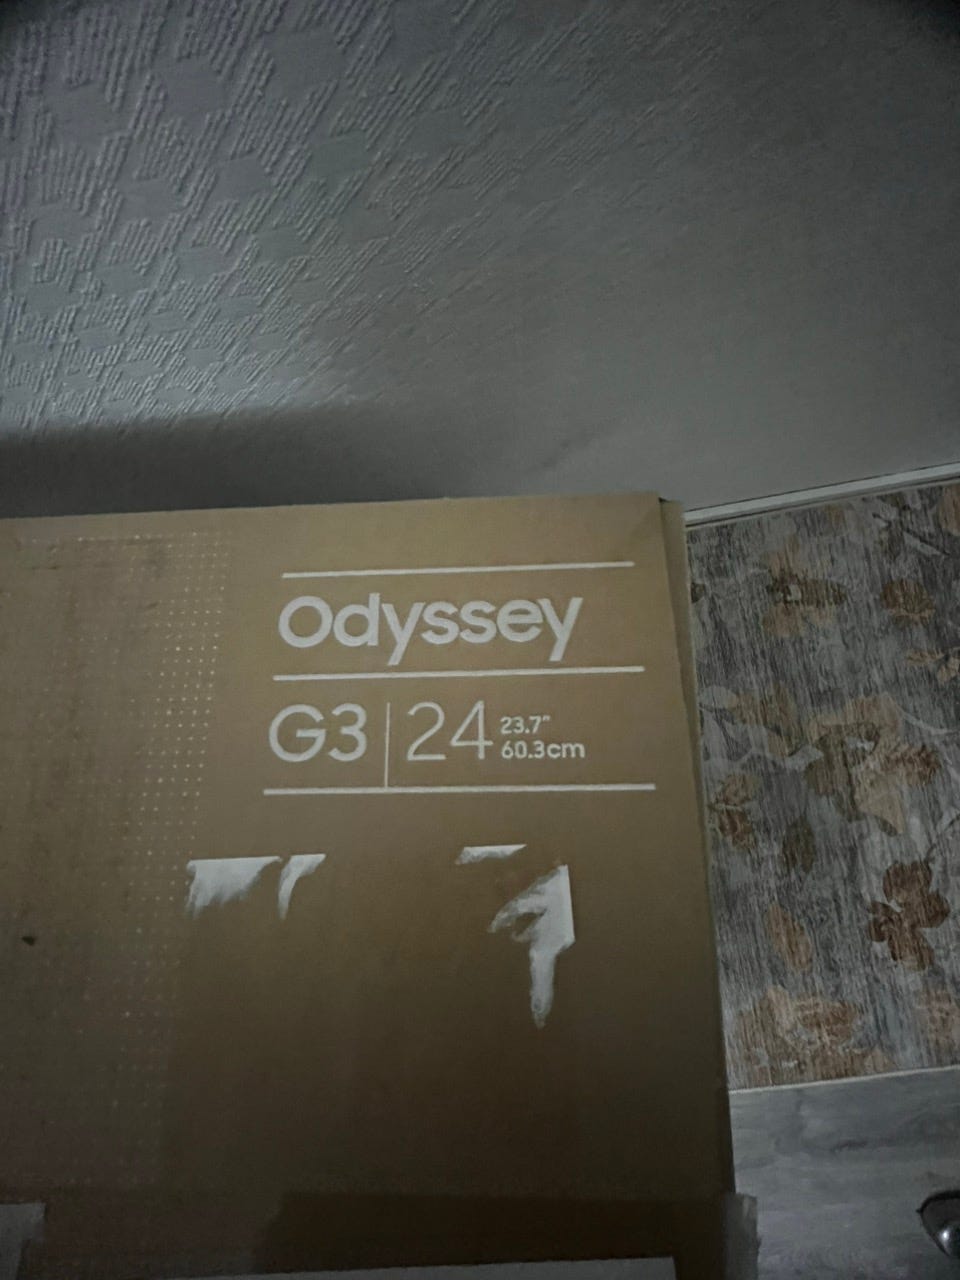 Odyssey
G3 24 23.7"
60.3cm